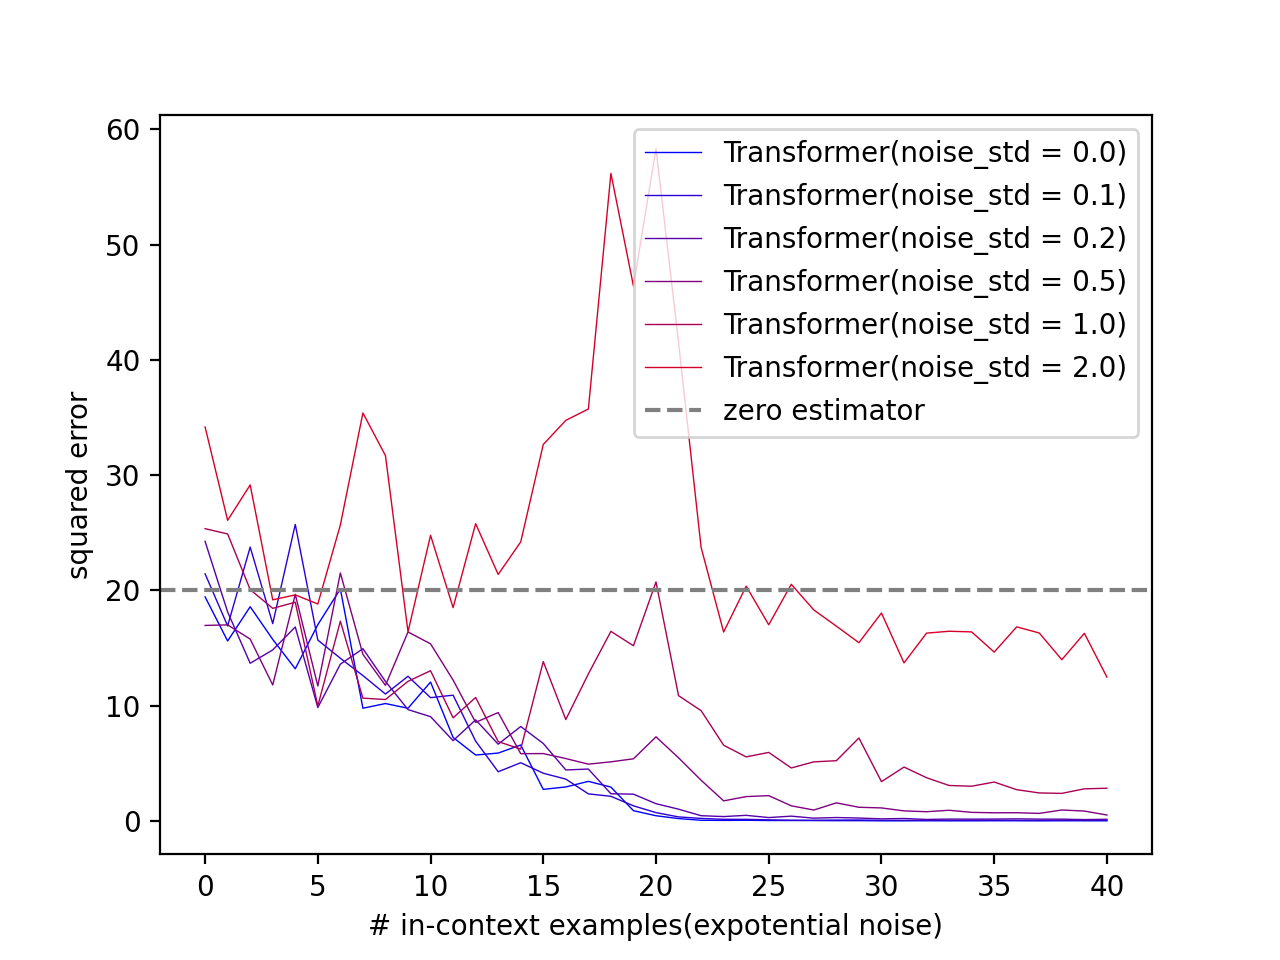 60
50
40
30
20
10
0
squared error
Transformer(noise_std = 0.0)
Transformer(noise_std = 0.1)
Transformer(noise_std = 0.2)
Transformer(noise_std = 0.5)
Transformer(noise_std = 1.0)
Transformer(noise_std = 2.0)
zero estimator
0 5 10 15 20 25 30 35 40
# in-context examples(expotential noise)